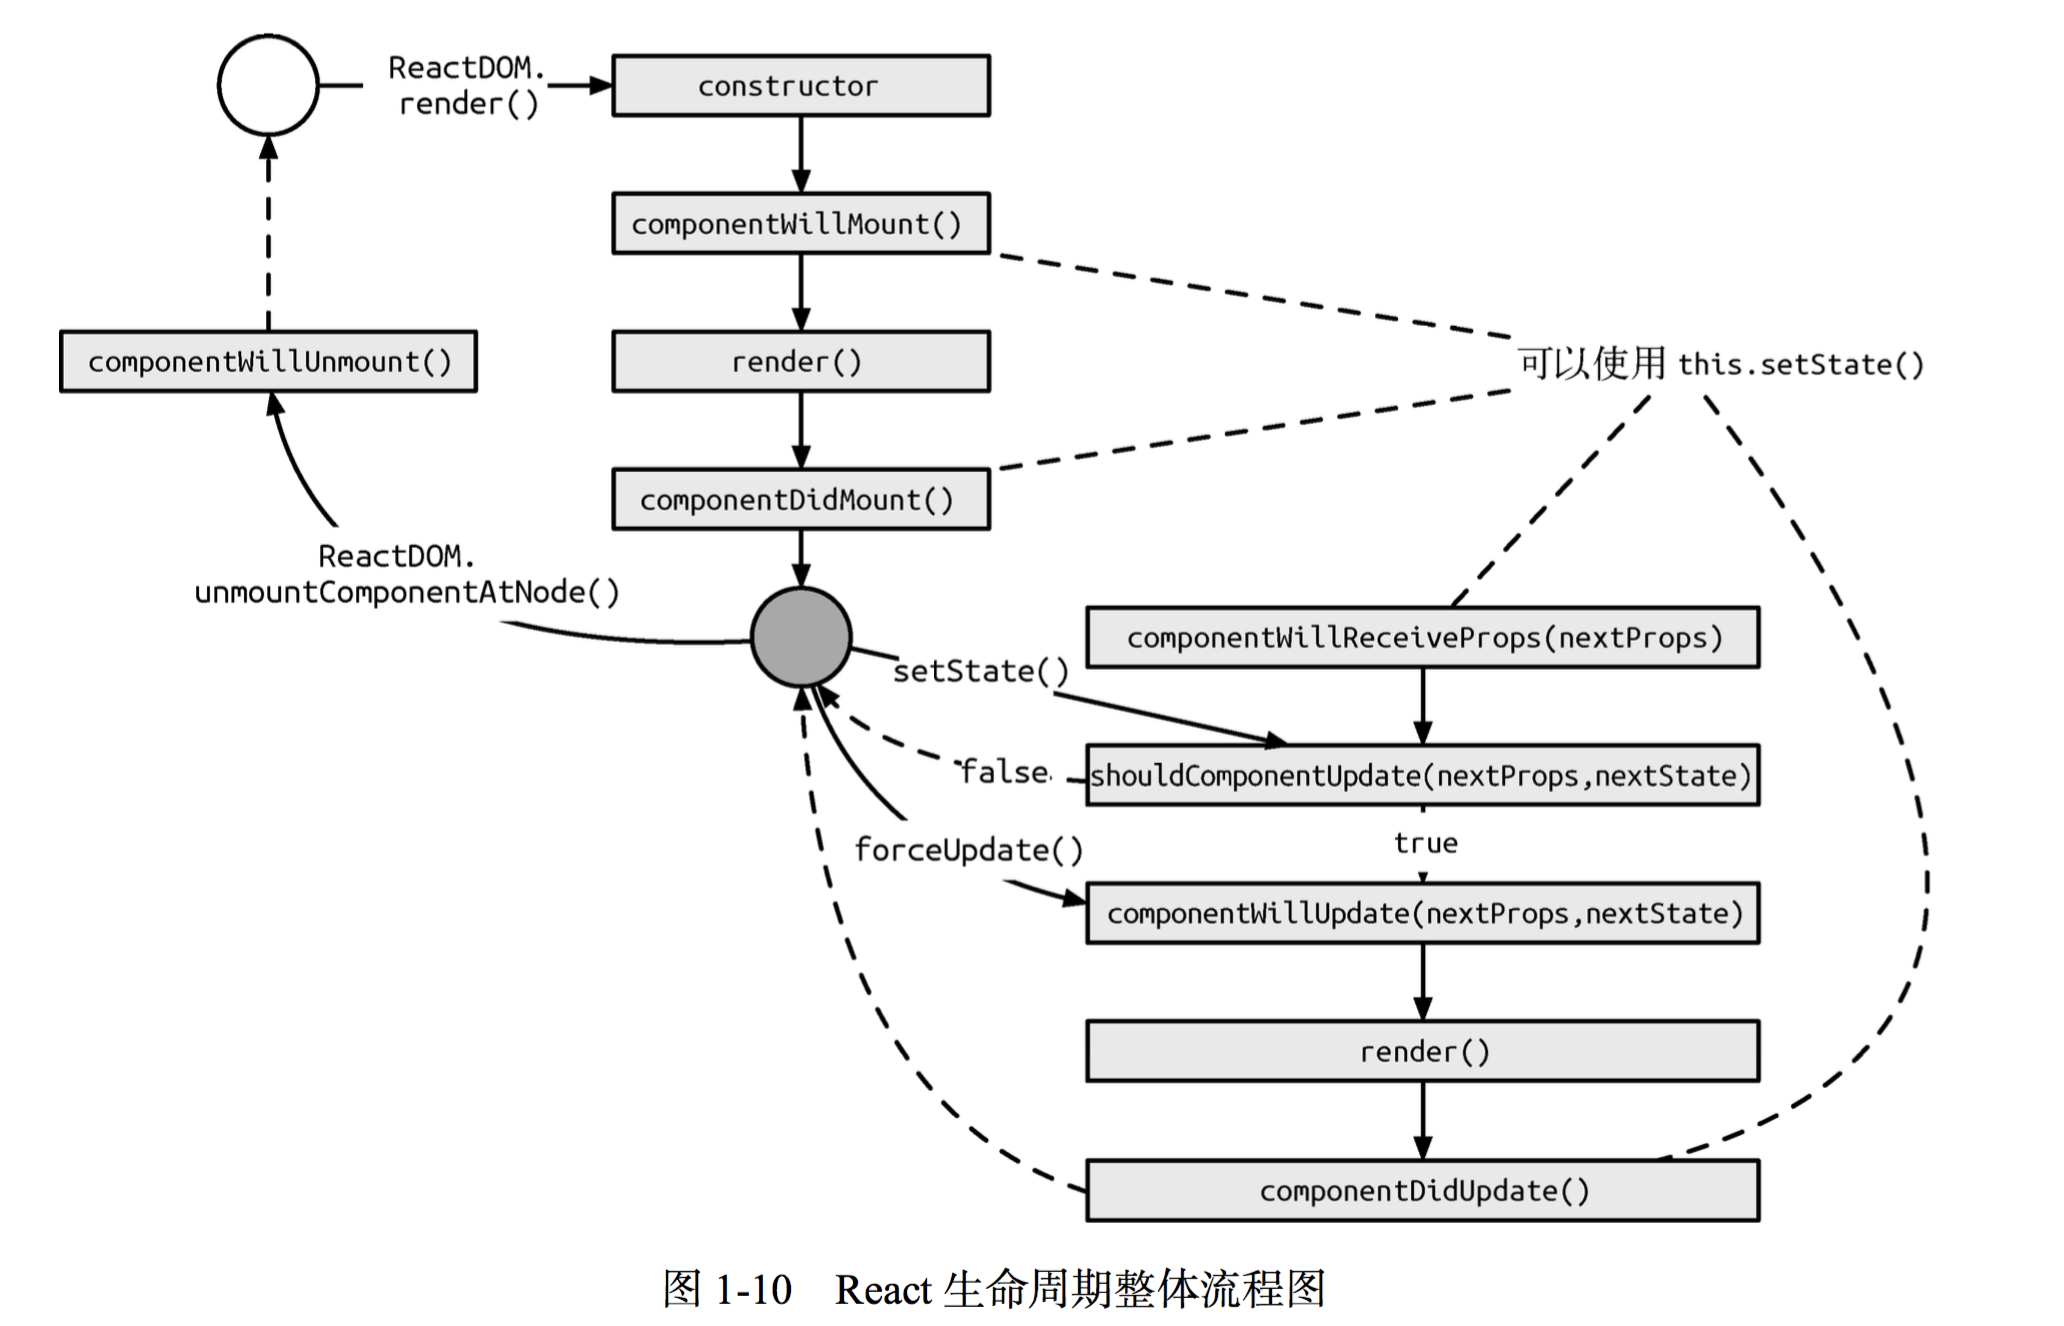 ReactDOM.
render()
constructor
componentWillMount()
componentWillUnmount()
render()
可以使用 this.setState()
componentDidMount()
ReactDOM.
unmountComponentAtNode()
componentWillReceiveProps(nextProps)
setState()
false
shouldComponentUpdate(nextProps,nextState)
true
forceUpdate()
componentWillUpdate(nextProps,nextState)
render()
componentDidUpdate()
图 1-10 React 生命周期整体流程图